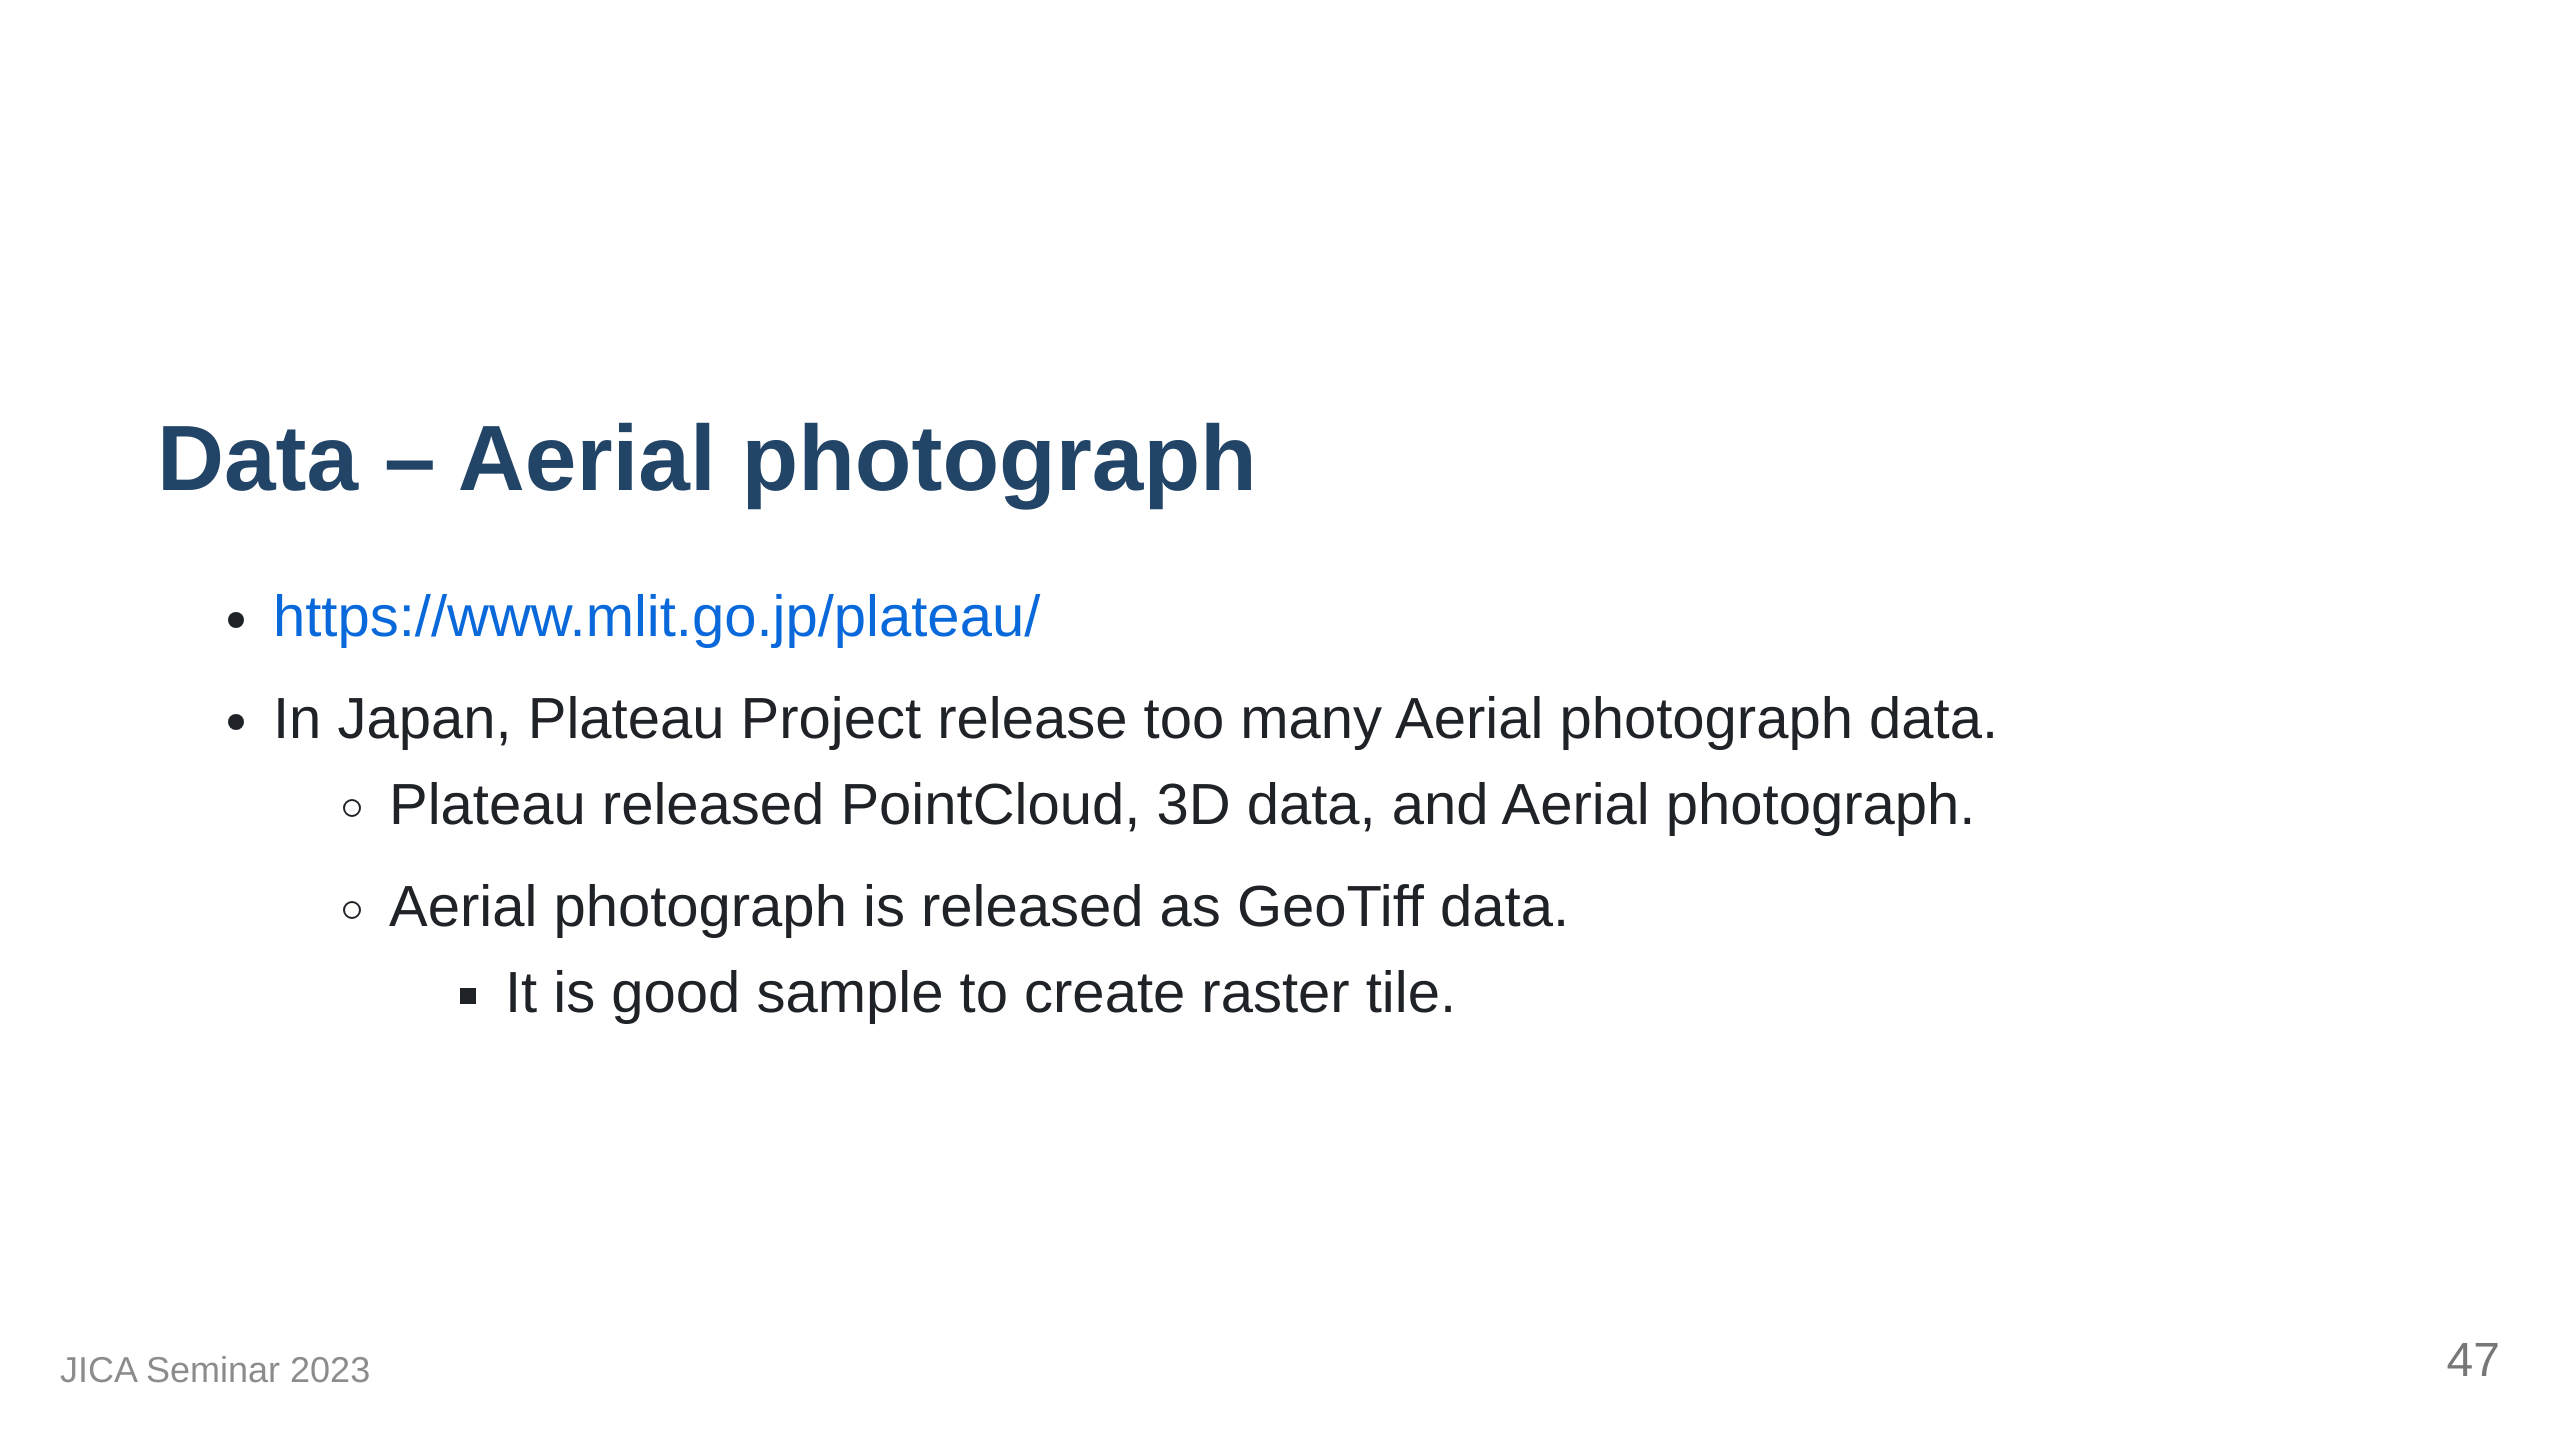 Data – Aerial photograph
https://www.mlit.go.jp/plateau/
In Japan, Plateau Project release too many Aerial photograph data.
Plateau released PointCloud, 3D data, and Aerial photograph.
Aerial photograph is released as GeoTiff data.
It is good sample to create raster tile.
JICA Seminar 2023
47